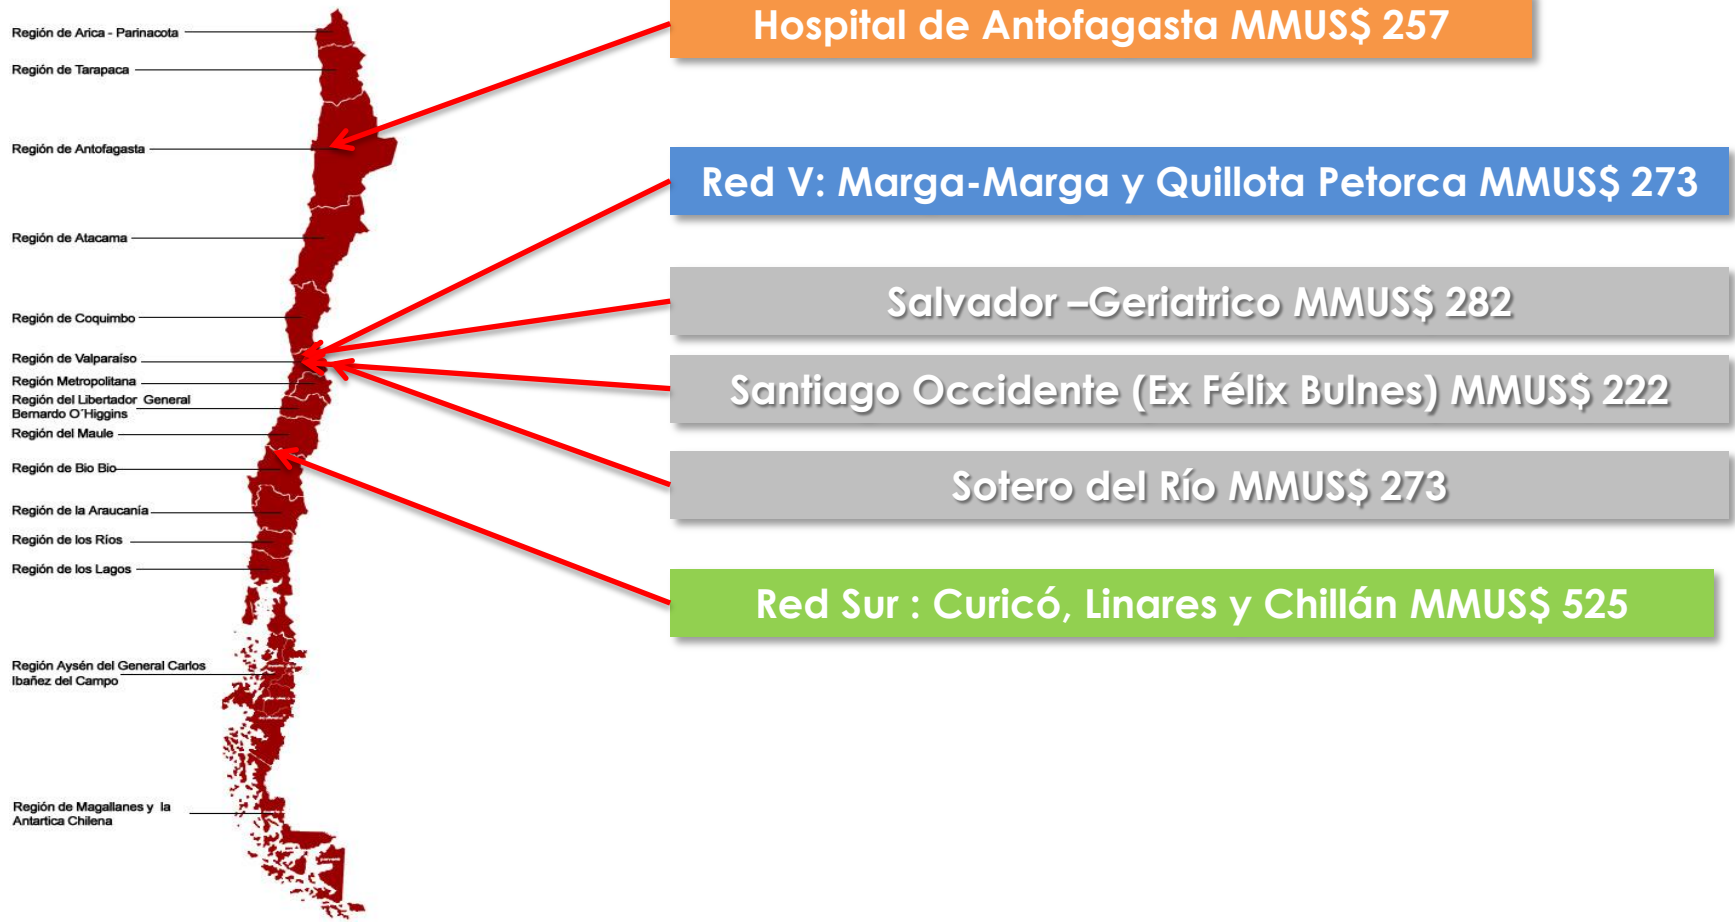 Región de Arica - Parinacota
Región de Tarapaca
Región de Antofagasta
Región de Atacama
Región de Coquimbo
Región de Valparaíso
Región Metropolitana
Región del Libertador General
Bernardo O´Higgins
Región del Maule
Región de Bio Bio
Región de la Araucanía
Región de los Ríos
Región de los Lagos
Región Aysén del General Carlos
Ibañez del Campo
Región de Magallanes y la
Antartica Chilena
Hospital de Antofagasta MMUS$ 257
Red V: Marga-Marga y Quillota Petorca MMUS$ 273
Salvador –Geriatrico MMUS$ 282
Santiago Occidente (Ex Félix Bulnes) MMUS$ 222
Sotero del Río MMUS$ 273
Red Sur : Curicó, Linares y Chillán MMUS$ 525